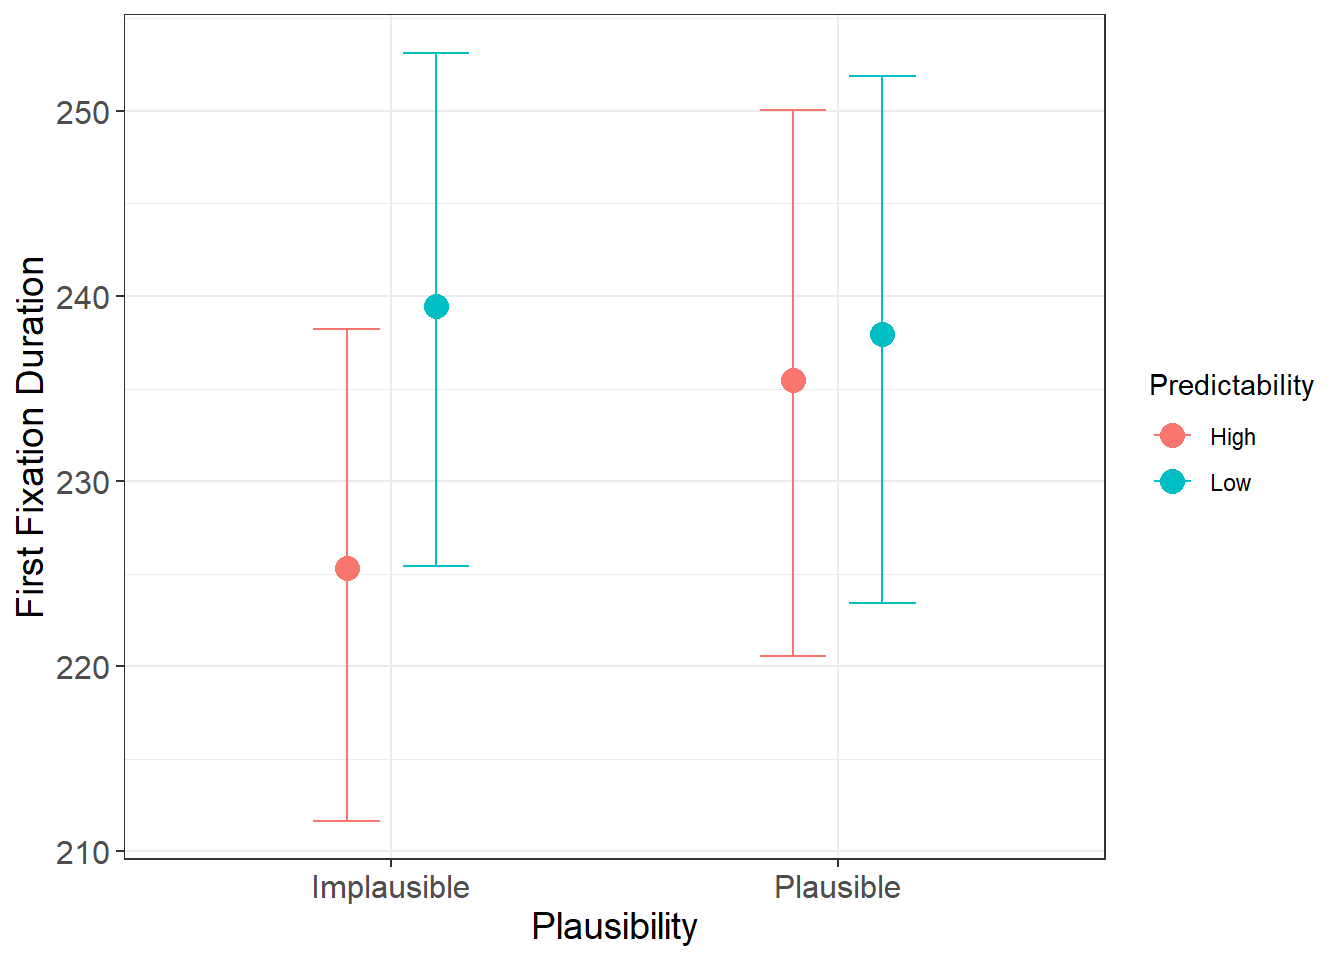 First Fixation Duration
250
240
230
220
210
Implausible
Plausible
Plausibility
Predictability
High
Low